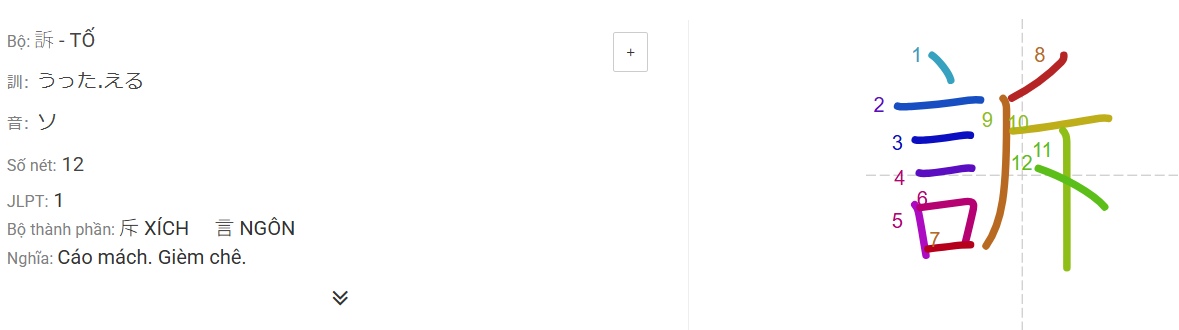 Bộ: 訴 - TỐ
+
訓: うった.える
音: ソ
Số nét: 12
JLPT: 1
Bộ thành phần: 斥 XÍCH 言 NGÔN
Nghĩa: Cáo mách. Gièm chê.
1
8
2
9
10
3
11
12
4
6
5
7